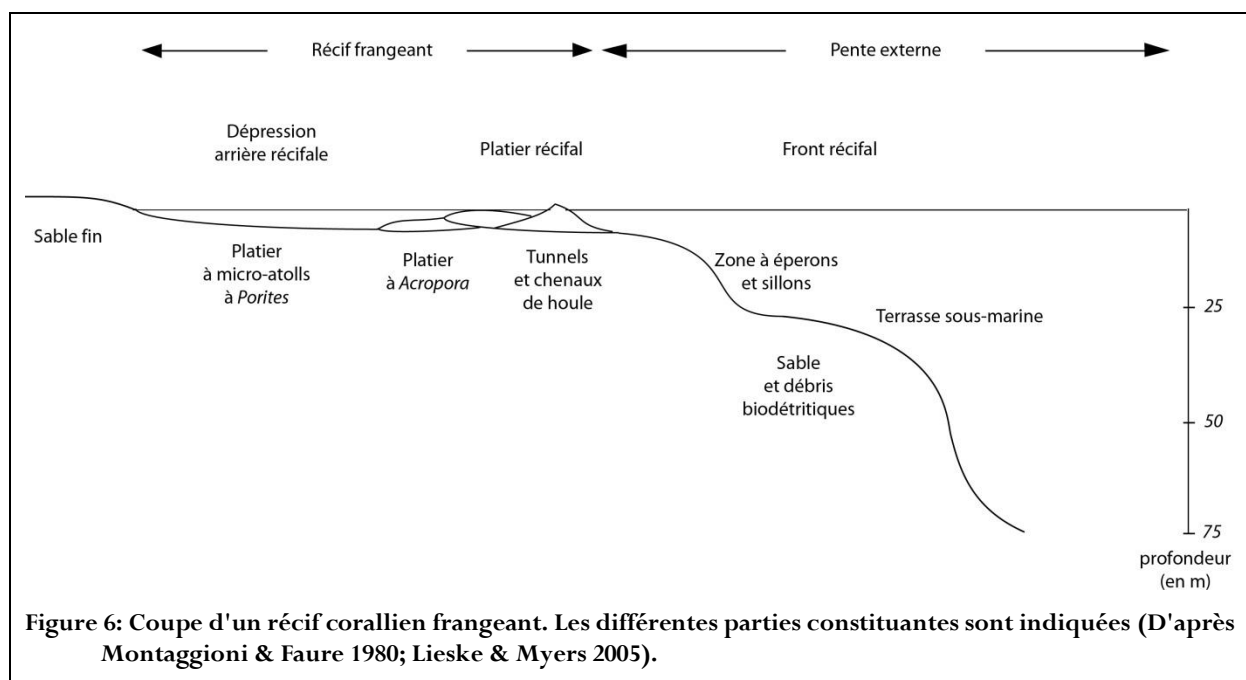 Récif frangeant
Pente externe
Dépression
arrière récifale
Platier récifal
Front récifal
Sable fin
Platier
à micro-atolls
à Porites
Platier
à Acropora
Tunnels
et chenaux
de houle
Zone à éperons
et sillons
Terrasse sous-marine
Sable
et débris
biodétritiques
25
50
75
profondeur
(en m)
Figure 6: Coupe d'un récif corallien frangeant. Les différentes parties constituantes sont indiquées (D'après
Montaggioni & Faure 1980; Lieske & Myers 2005).